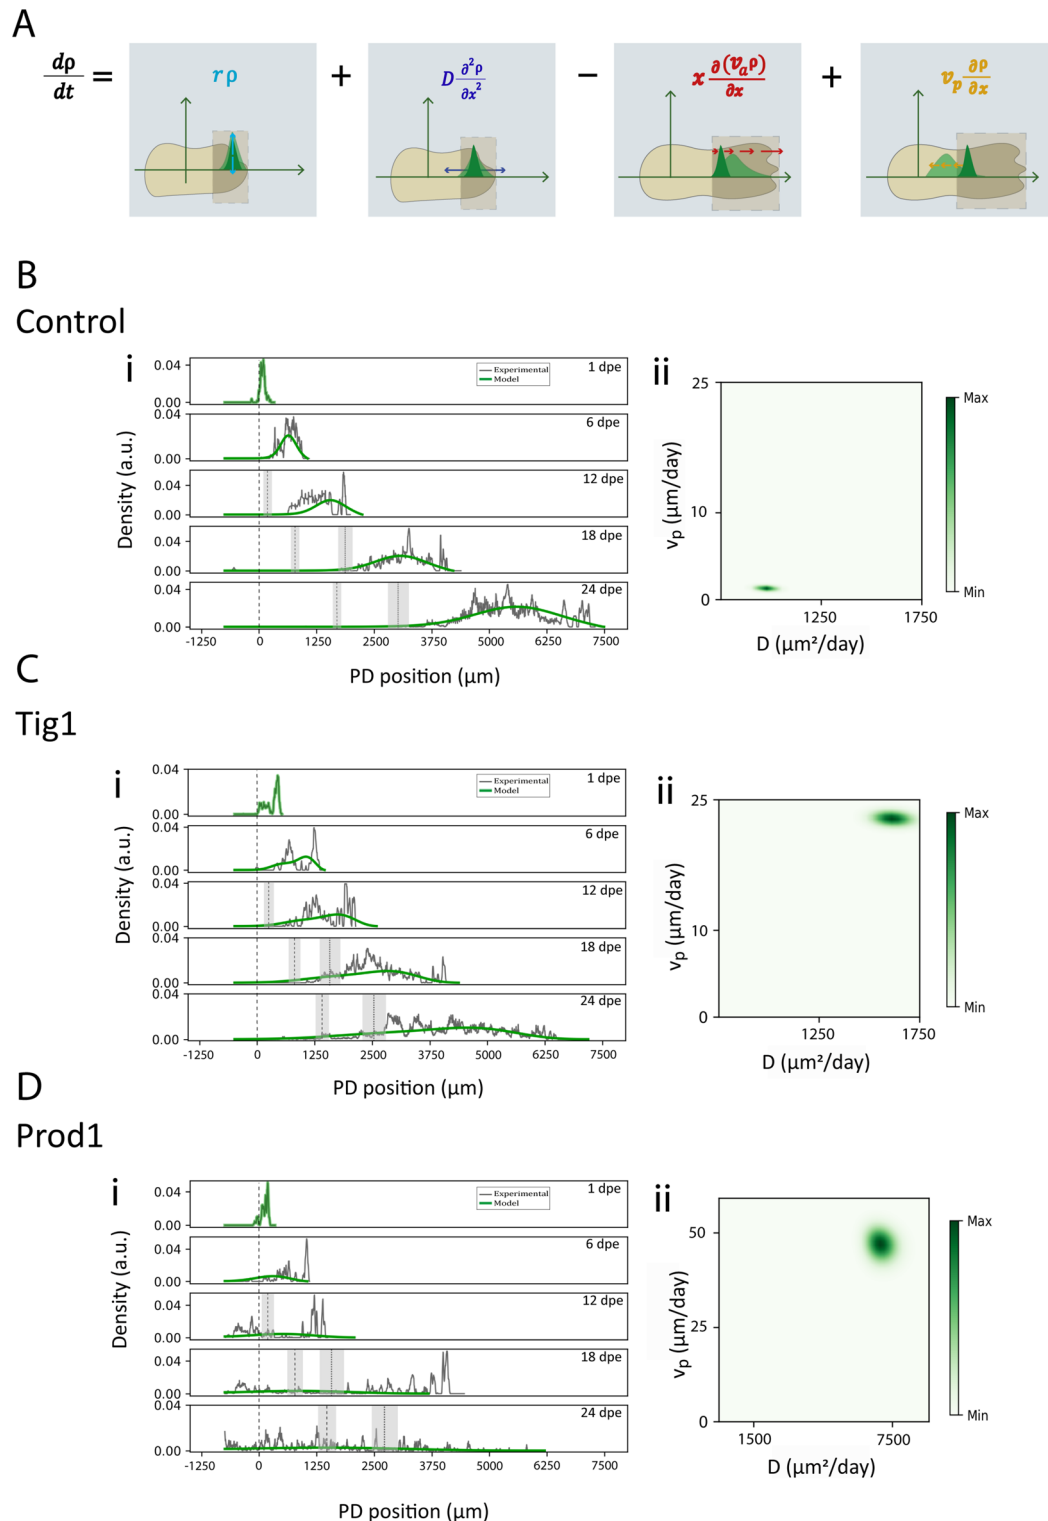 A
dρ/dt = rρ + D ∂²ρ/∂x² − x ∂(vₐρ)/∂x + vₚ ∂ρ/∂x
B
Control
i
ii
Density (a.u.)
0.04
0.00
Experimental
Model
1 dpe
0.04
0.00
6 dpe
0.04
0.00
12 dpe
0.04
0.00
18 dpe
0.04
0.00
24 dpe
-1250 0 1250 2500 3750 5000 6250 7500
PD position (µm)
vₚ (µm/day)
25
10
0
1250 1750
D (µm²/day)
Max
Min
C
Tig1
i
ii
Density (a.u.)
0.04
0.00
Experimental
Model
1 dpe
0.04
0.00
6 dpe
0.04
0.00
12 dpe
0.04
0.00
18 dpe
0.04
0.00
24 dpe
-1250 0 1250 2500 3750 5000 6250 7500
PD position (µm)
vₚ (µm/day)
25
10
0
1250 1750
D (µm²/day)
Max
Min
D
Prod1
i
ii
Density (a.u.)
0.04
0.00
Experimental
Model
1 dpe
0.04
0.00
6 dpe
0.04
0.00
12 dpe
0.04
0.00
18 dpe
0.04
0.00
24 dpe
-1250 0 1250 2500 3750 5000 6250 7500
PD position (µm)
vₚ (µm/day)
50
25
0
1500 7500
D (µm²/day)
Max
Min